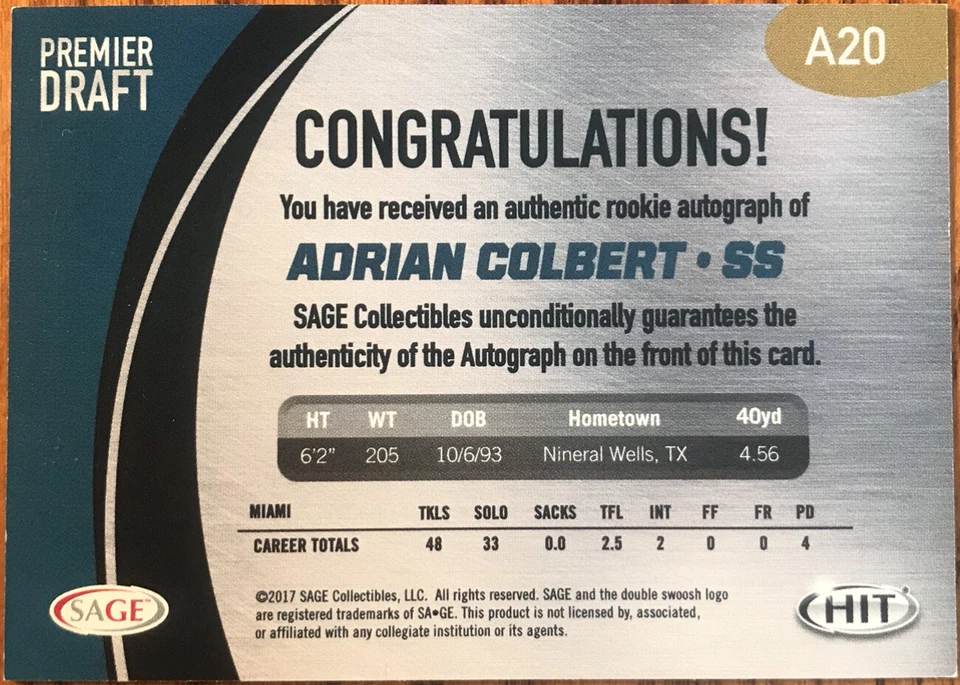 PREMIER
DRAFT
A20
CONGRATULATIONS!
You have received an authentic rookie autograph of
ADRIAN COLBERT • SS
SAGE Collectibles unconditionally guarantees the
authenticity of the Autograph on the front of this card.
HT WT DOB Hometown 40yd
6'2" 205 10/6/93 Nineral Wells, TX 4.56
MIAMI TKLS SOLO SACKS TFL INT FF FR PD
CAREER TOTALS 48 33 0.0 2.5 2 0 0 4
©2017 SAGE Collectibles, LLC. All rights reserved. SAGE and the double swoosh logo
are registered trademarks of SA•GE. This product is not licensed by, associated,
or affiliated with any collegiate institution or its agents.
SAGE™
HIT®